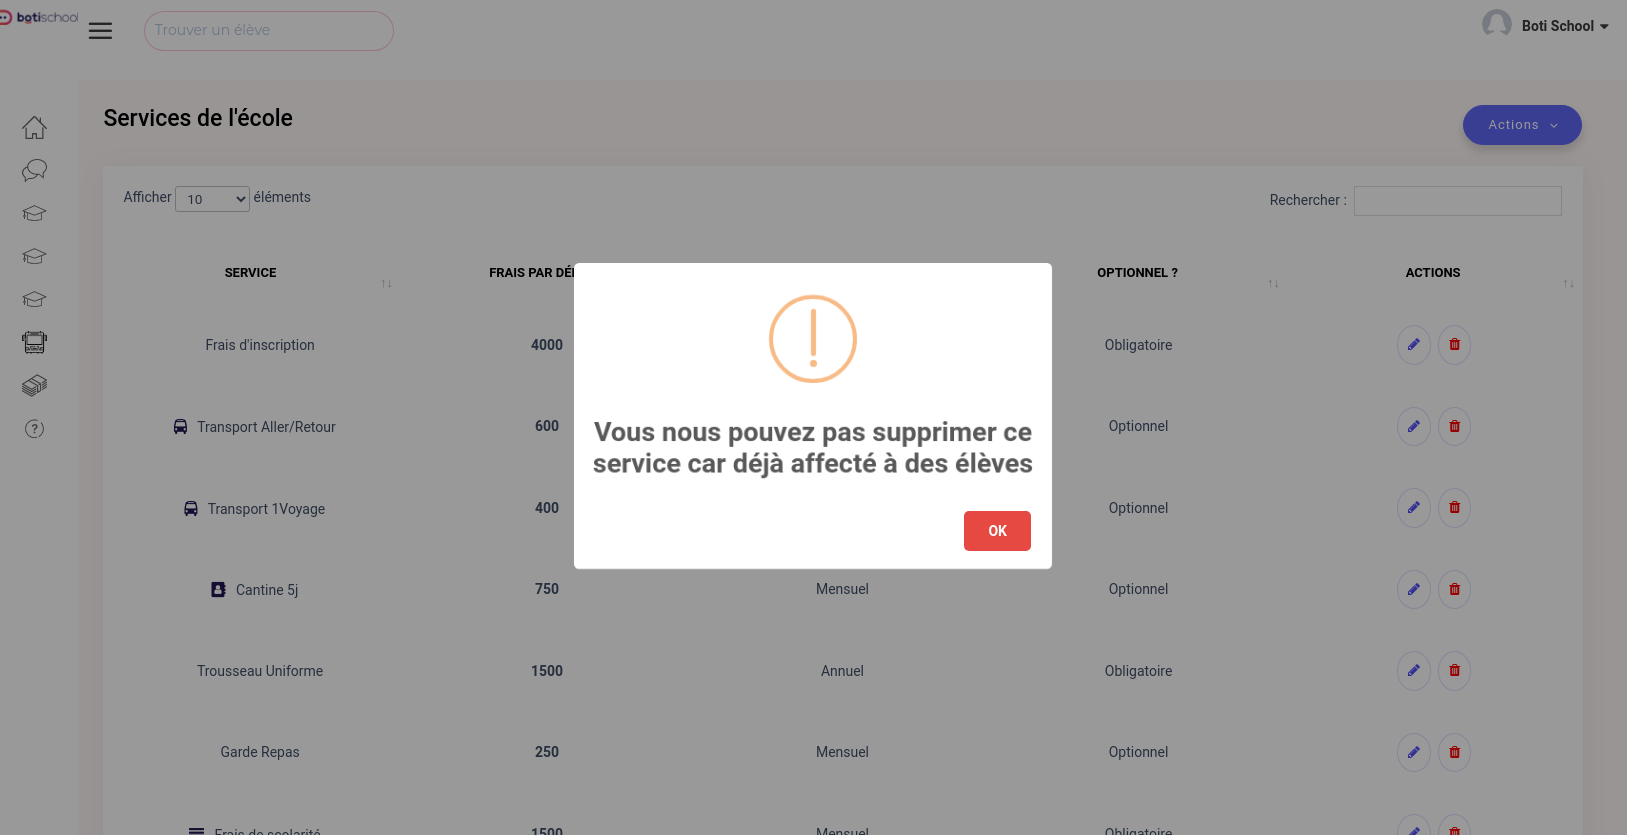 botischool
Trouver un élève
Boti School
Services de l'école
Actions
Afficher 10 éléments
Rechercher :
SERVICE FRAIS PAR OPTIONNEL ? ACTIONS
Frais d'inscription 4000 Obligatoire
Transport Aller/Retour 600 Optionnel
Transport 1Voyage 400 Optionnel
Vous nous pouvez pas supprimer ce
service car déjà affecté à des élèves
OK
Cantine 5j 750 Mensuel Optionnel
Trousseau Uniforme 1500 Annuel Obligatoire
Garde Repas 250 Mensuel Optionnel
Frais de scolarité 1500 Mensuel Obligatoire